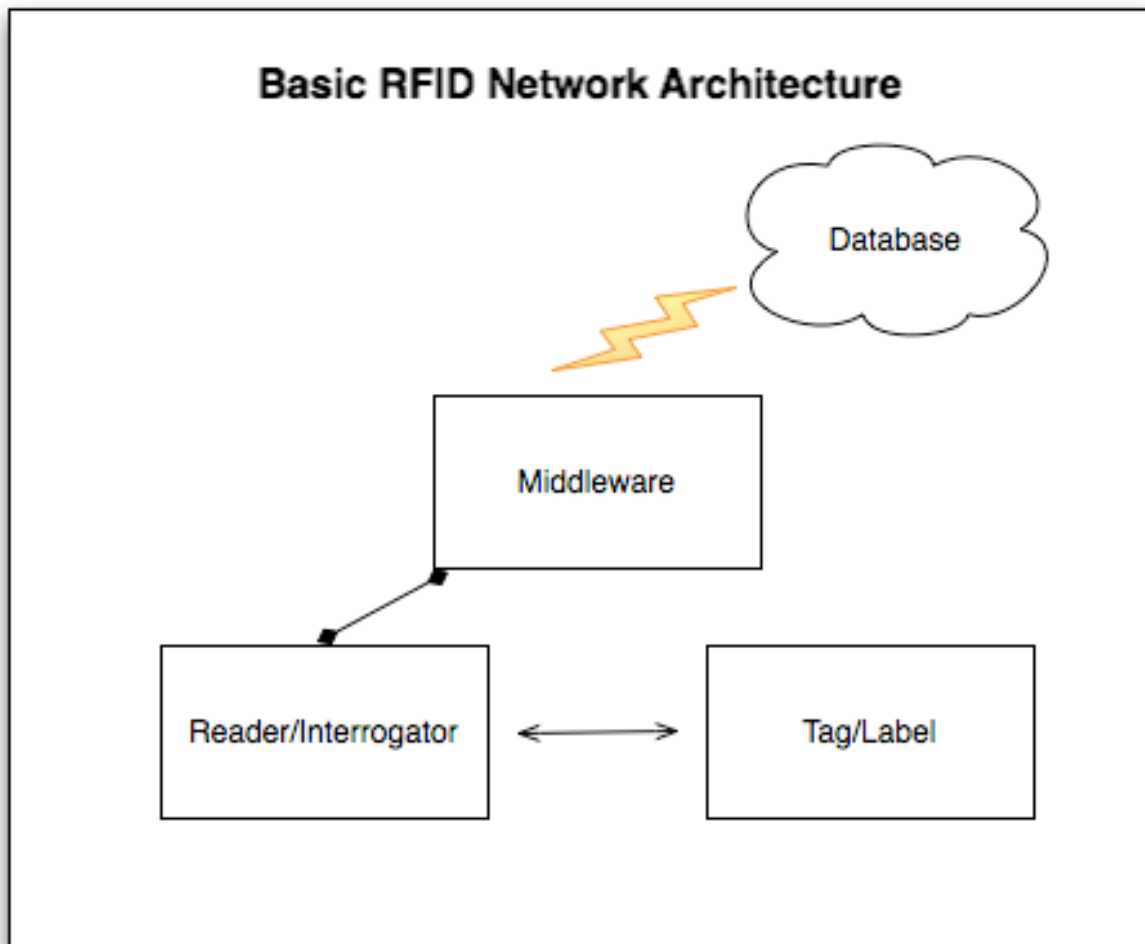 Basic RFID Network Architecture
Database
Middleware
Reader/Interrogator
Tag/Label